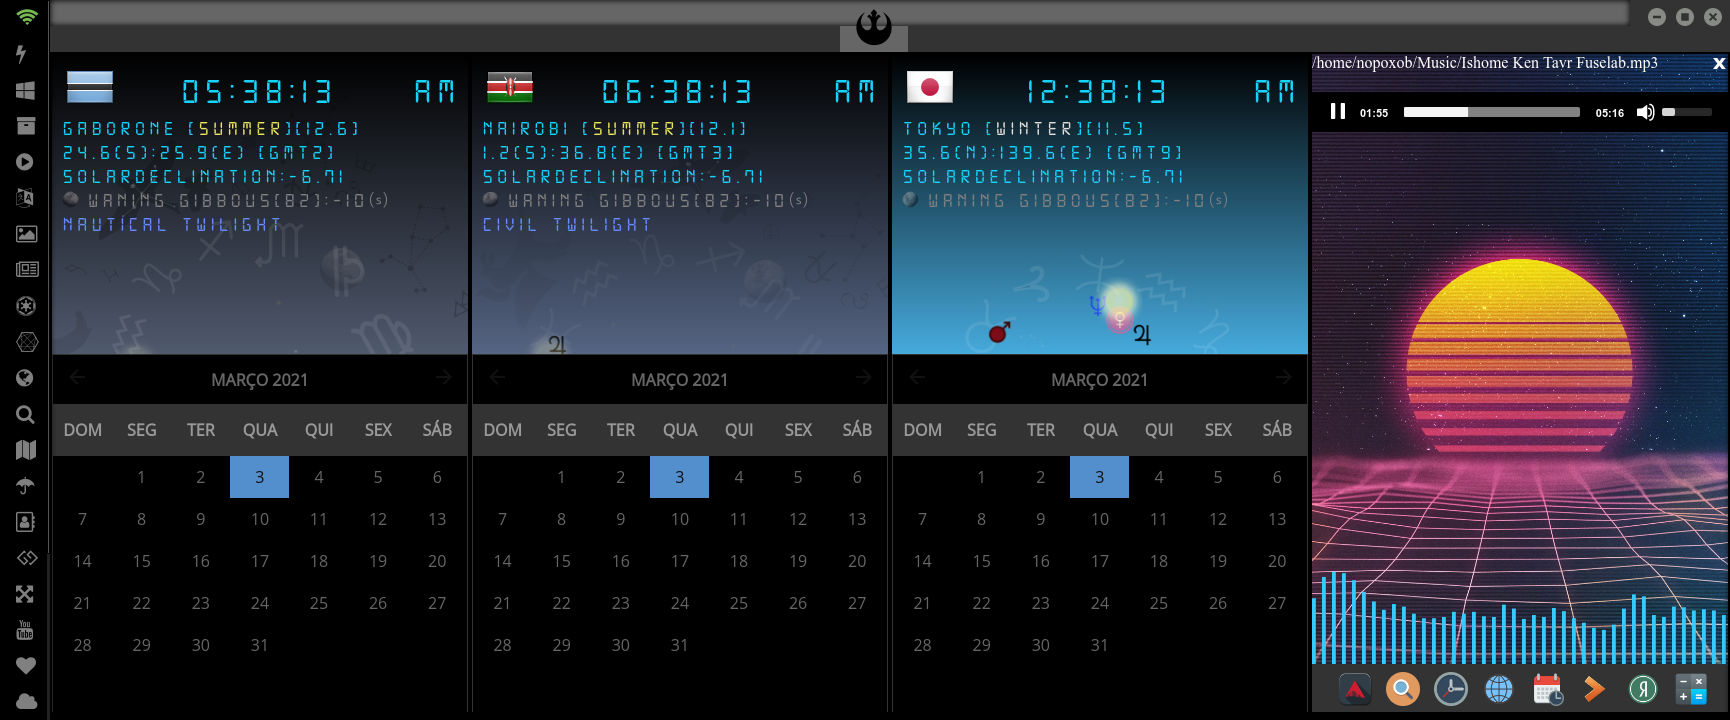 05:38:13 AM
GABORONE [SUMMER][12.6]
24.6(S):25.9(E) [GMT2]
SOLARDECLINATION:-6.71
WANING GIBBOUS[82]:-10(s)
NAUTICAL TWILIGHT
MARÇO 2021
DOM SEG TER QUA QUI SEX SÁB
1 2 3 4 5 6
7 8 9 10 11 12 13
14 15 16 17 18 19 20
21 22 23 24 25 26 27
28 29 30 31
06:38:13 AM
NAIROBI [SUMMER][12.1]
1.2(S):36.8(E) [GMT3]
SOLARDECLINATION:-6.71
WANING GIBBOUS[82]:-10(s)
CIVIL TWILIGHT
MARÇO 2021
DOM SEG TER QUA QUI SEX SÁB
1 2 3 4 5 6
7 8 9 10 11 12 13
14 15 16 17 18 19 20
21 22 23 24 25 26 27
28 29 30 31
12:38:13 AM
TOKYO [WINTER][11.5]
35.6(N):139.6(E) [GMT9]
SOLARDECLINATION:-6.71
WANING GIBBOUS[82]:-10(s)
MARÇO 2021
DOM SEG TER QUA QUI SEX SÁB
1 2 3 4 5 6
7 8 9 10 11 12 13
14 15 16 17 18 19 20
21 22 23 24 25 26 27
28 29 30 31
/home/nopoxob/Music/Ishome Ken Tavr Fuselab.mp3 x
01:55 05:16
You Tube
Я